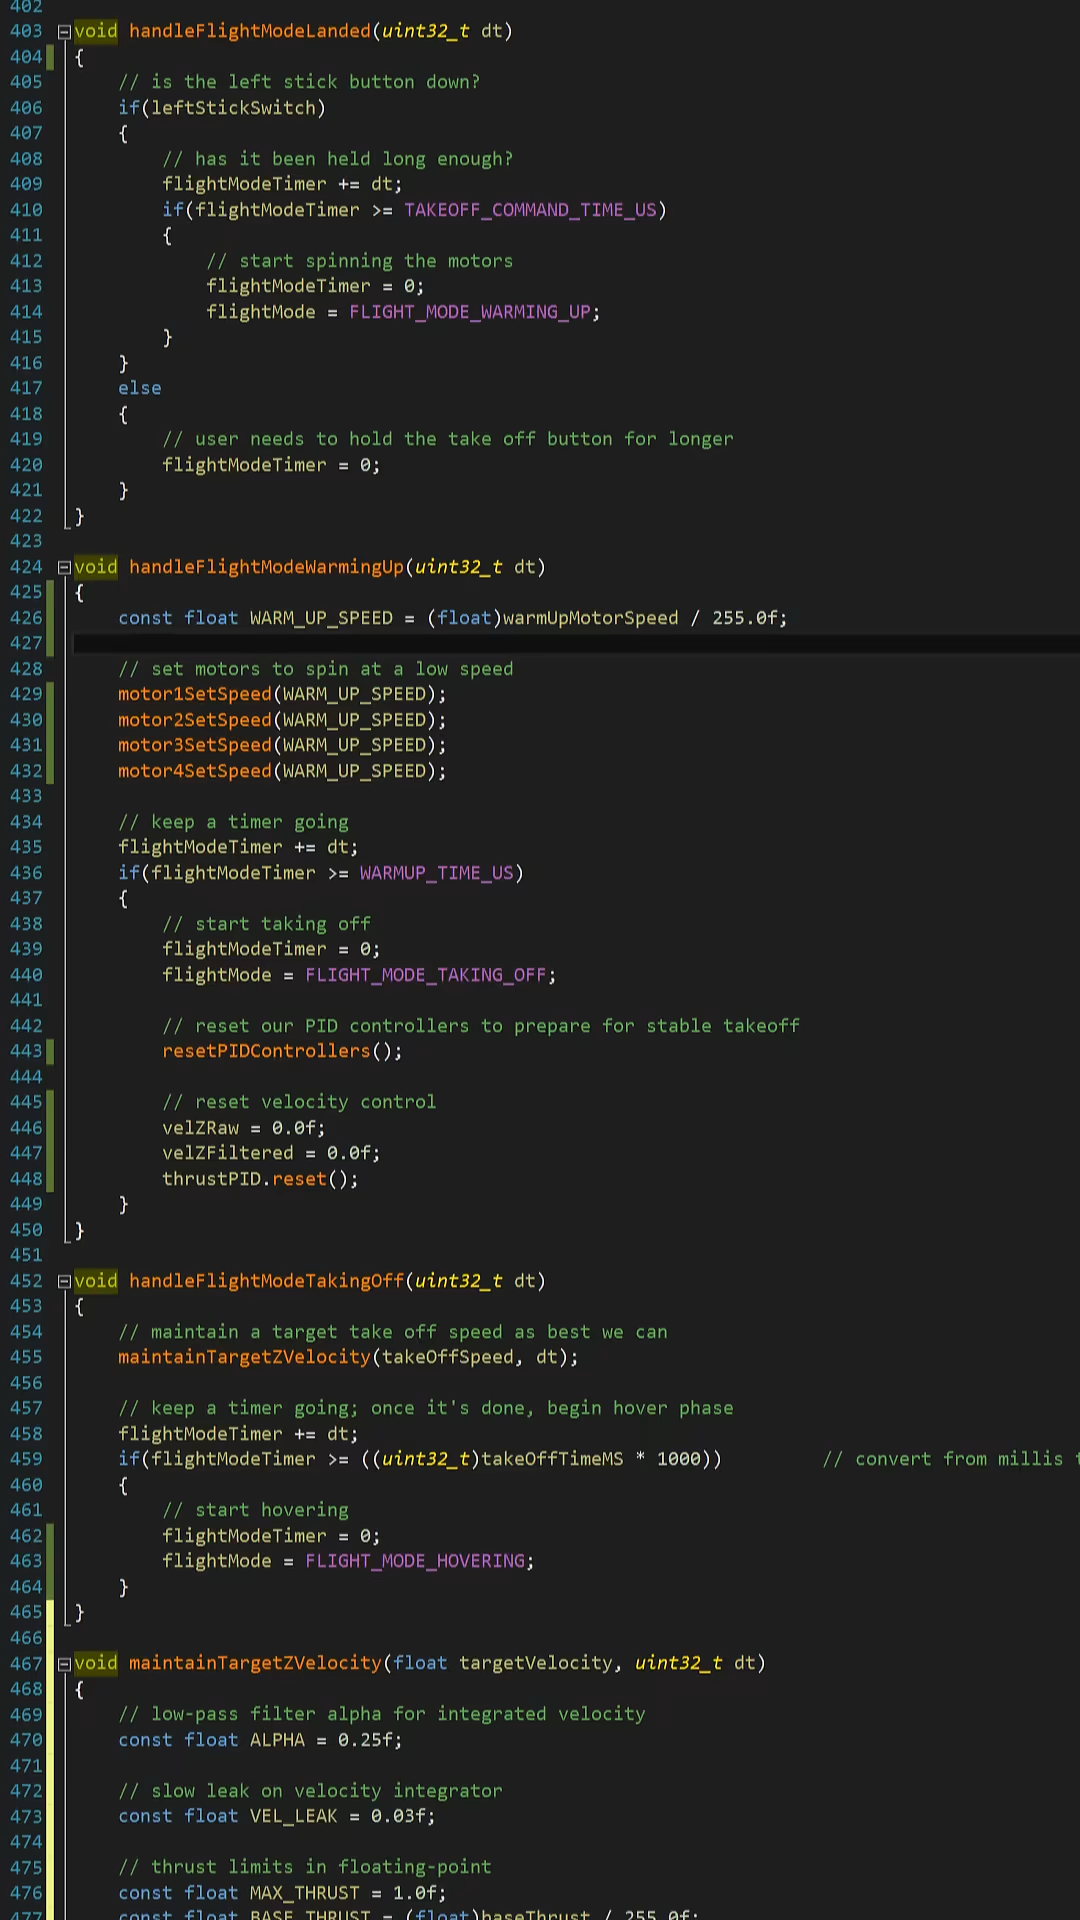 402
403 void handleFlightModeLanded(uint32_t dt)
404 {
405 // is the left stick button down?
406 if(leftStickSwitch)
407 {
408 // has it been held long enough?
409 flightModeTimer += dt;
410 if(flightModeTimer >= TAKEOFF_COMMAND_TIME_US)
411 {
412 // start spinning the motors
413 flightModeTimer = 0;
414 flightMode = FLIGHT_MODE_WARMING_UP;
415 }
416 }
417 else
418 {
419 // user needs to hold the take off button for longer
420 flightModeTimer = 0;
421 }
422 }
423
424 void handleFlightModeWarmingUp(uint32_t dt)
425 {
426 const float WARM_UP_SPEED = (float)warmUpMotorSpeed / 255.0f;
427
428 // set motors to spin at a low speed
429 motor1SetSpeed(WARM_UP_SPEED);
430 motor2SetSpeed(WARM_UP_SPEED);
431 motor3SetSpeed(WARM_UP_SPEED);
432 motor4SetSpeed(WARM_UP_SPEED);
433
434 // keep a timer going
435 flightModeTimer += dt;
436 if(flightModeTimer >= WARMUP_TIME_US)
437 {
438 // start taking off
439 flightModeTimer = 0;
440 flightMode = FLIGHT_MODE_TAKING_OFF;
441
442 // reset our PID controllers to prepare for stable takeoff
443 resetPIDControllers();
444
445 // reset velocity control
446 velZRaw = 0.0f;
447 velZFiltered = 0.0f;
448 thrustPID.reset();
449 }
450 }
451
452 void handleFlightModeTakingOff(uint32_t dt)
453 {
454 // maintain a target take off speed as best we can
455 maintainTargetZVelocity(takeOffSpeed, dt);
456
457 // keep a timer going; once it's done, begin hover phase
458 flightModeTimer += dt;
459 if(flightModeTimer >= ((uint32_t)takeOffTimeMS * 1000)) // convert from millis
460 {
461 // start hovering
462 flightModeTimer = 0;
463 flightMode = FLIGHT_MODE_HOVERING;
464 }
465 }
466
467 void maintainTargetZVelocity(float targetVelocity, uint32_t dt)
468 {
469 // low-pass filter alpha for integrated velocity
470 const float ALPHA = 0.25f;
471
472 // slow leak on velocity integrator
473 const float VEL_LEAK = 0.03f;
474
475 // thrust limits in floating-point
476 const float MAX_THRUST = 1.0f;
477 const float BASE_THRUST = (float)baseThrust / 255.0f;